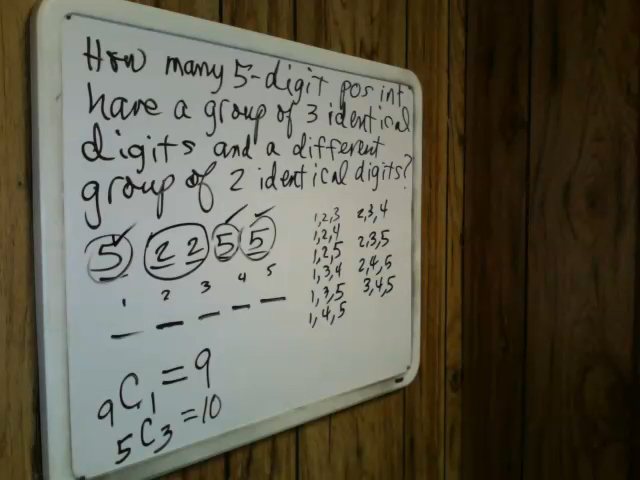 How many 5-digit pos int
have a group of 3 identical
digits and a different
group of 2 identical digits?
5 2 2 5 5
1 2 3 4 5
1,2,3
1,2,4
1,2,5
1,3,4
1,3,5
1,4,5
2,3,4
2,3,5
2,4,5
3,4,5
9C1 = 9
5C3 = 10